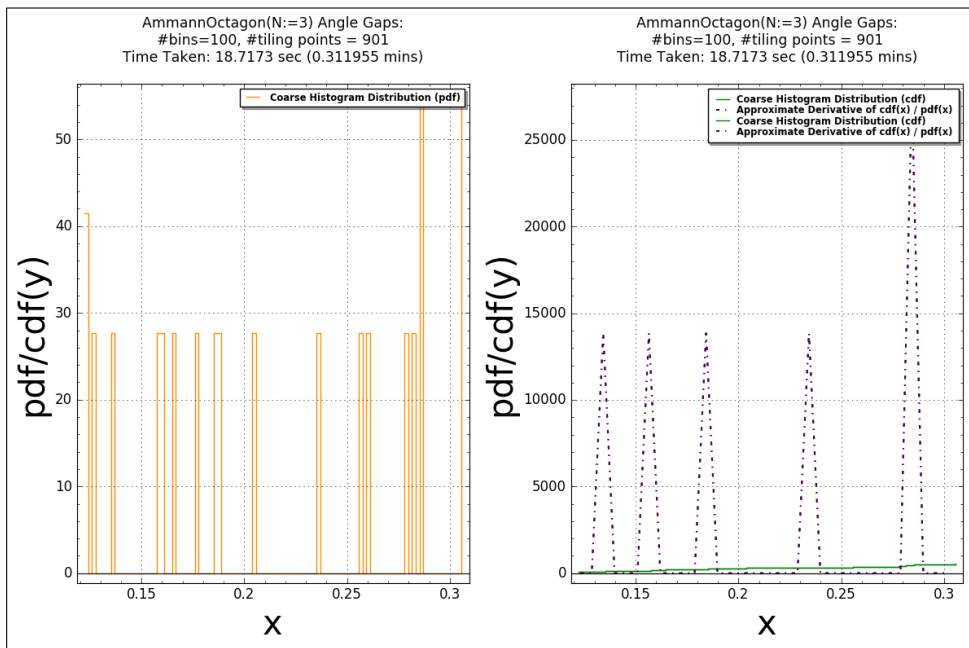 AmmannOctagon(N:=3) Angle Gaps:
#bins=100, #tiling points = 901
Time Taken: 18.7173 sec (0.311955 mins)
Coarse Histogram Distribution (pdf)
50
40
30
20
10
0
0.15
0.2
0.25
0.3
pdf/cdf(y)
x
AmmannOctagon(N:=3) Angle Gaps:
#bins=100, #tiling points = 901
Time Taken: 18.7173 sec (0.311955 mins)
Coarse Histogram Distribution (cdf)
Approximate Derivative of cdf(x) / pdf(x)
Coarse Histogram Distribution (cdf)
Approximate Derivative of cdf(x) / pdf(x)
25000
20000
15000
10000
5000
0
0.15
0.2
0.25
0.3
pdf/cdf(y)
x